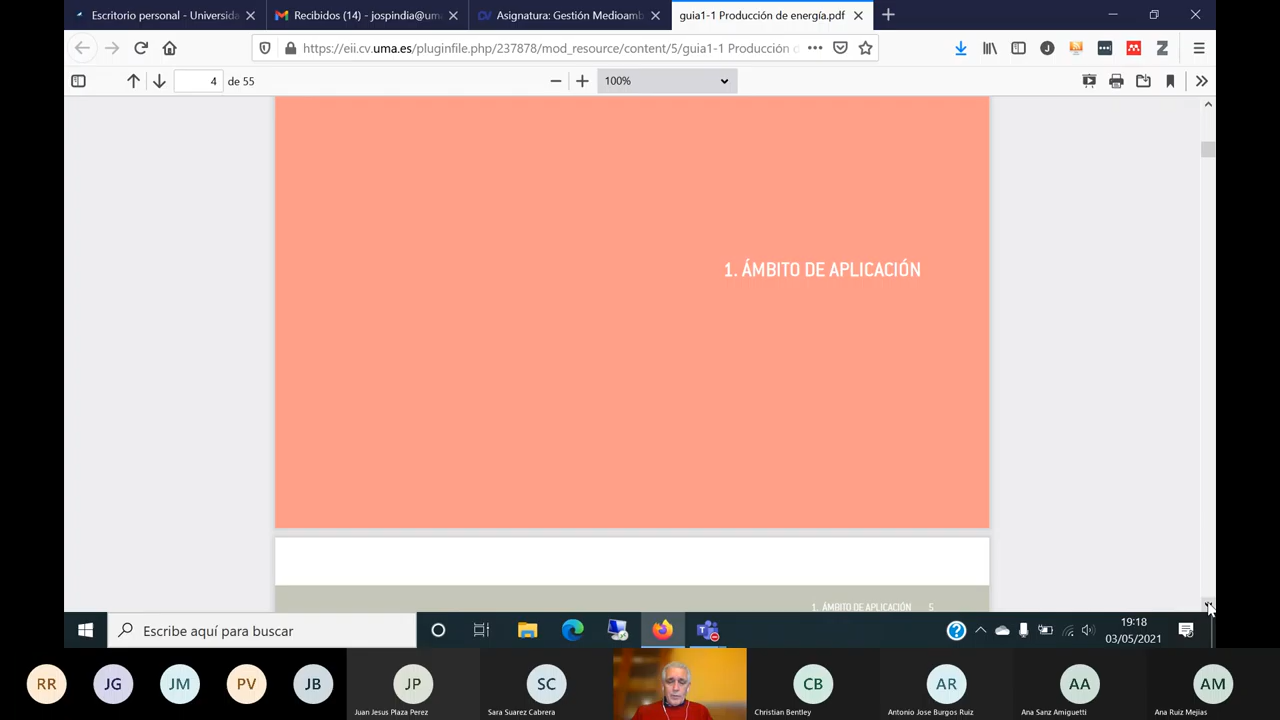 Escritorio personal - Universida
Recibidos (14) - jospindia@um
Asignatura: Gestión Medioamb
guia1-1 Producción de energía.pdf
https://eii.cv.uma.es/pluginfile.php/237878/mod_resource/content/5/guia1-1 Producción d
4 de 55
100%
1. ÁMBITO DE APLICACIÓN
1. ÁMBITO DE APLICACIÓN 5
Escribe aquí para buscar
19:18
03/05/2021
RR
JG
JM
PV
JB
JP
SC
CB
AR
AA
AM
Juan Jesus Plaza Perez
Sara Suarez Cabrera
Christian Bentley
Antonio Jose Burgos Ruiz
Ana Sanz Amiguetti
Ana Ruiz Mejias